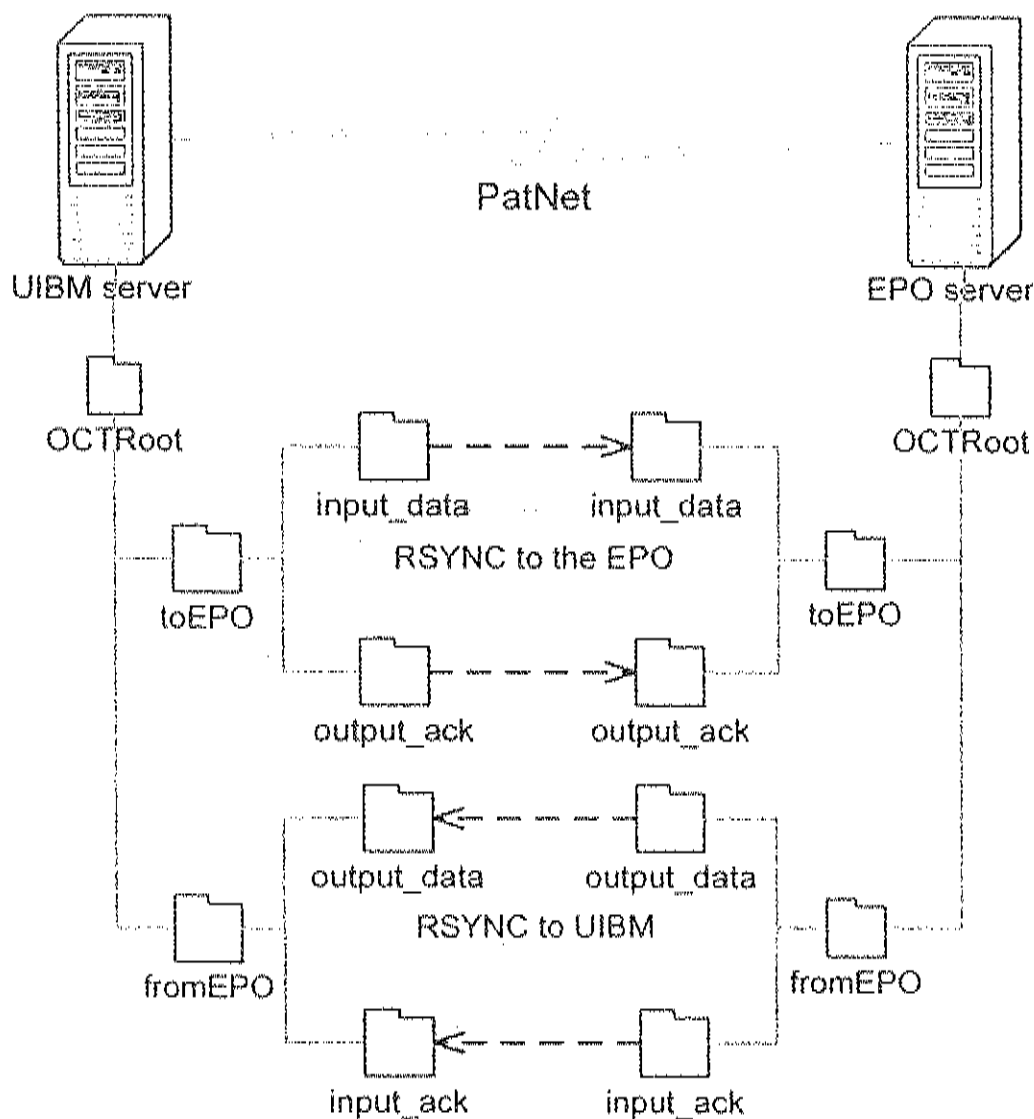 PatNet
UIBM server
EPO server
OCTRoot
OCTRoot
input_data
input_data
RSYNC to the EPO
toEPO
toEPO
output_ack
output_ack
output_data
output_data
RSYNC to UIBM
fromEPO
fromEPO
input_ack
input_ack